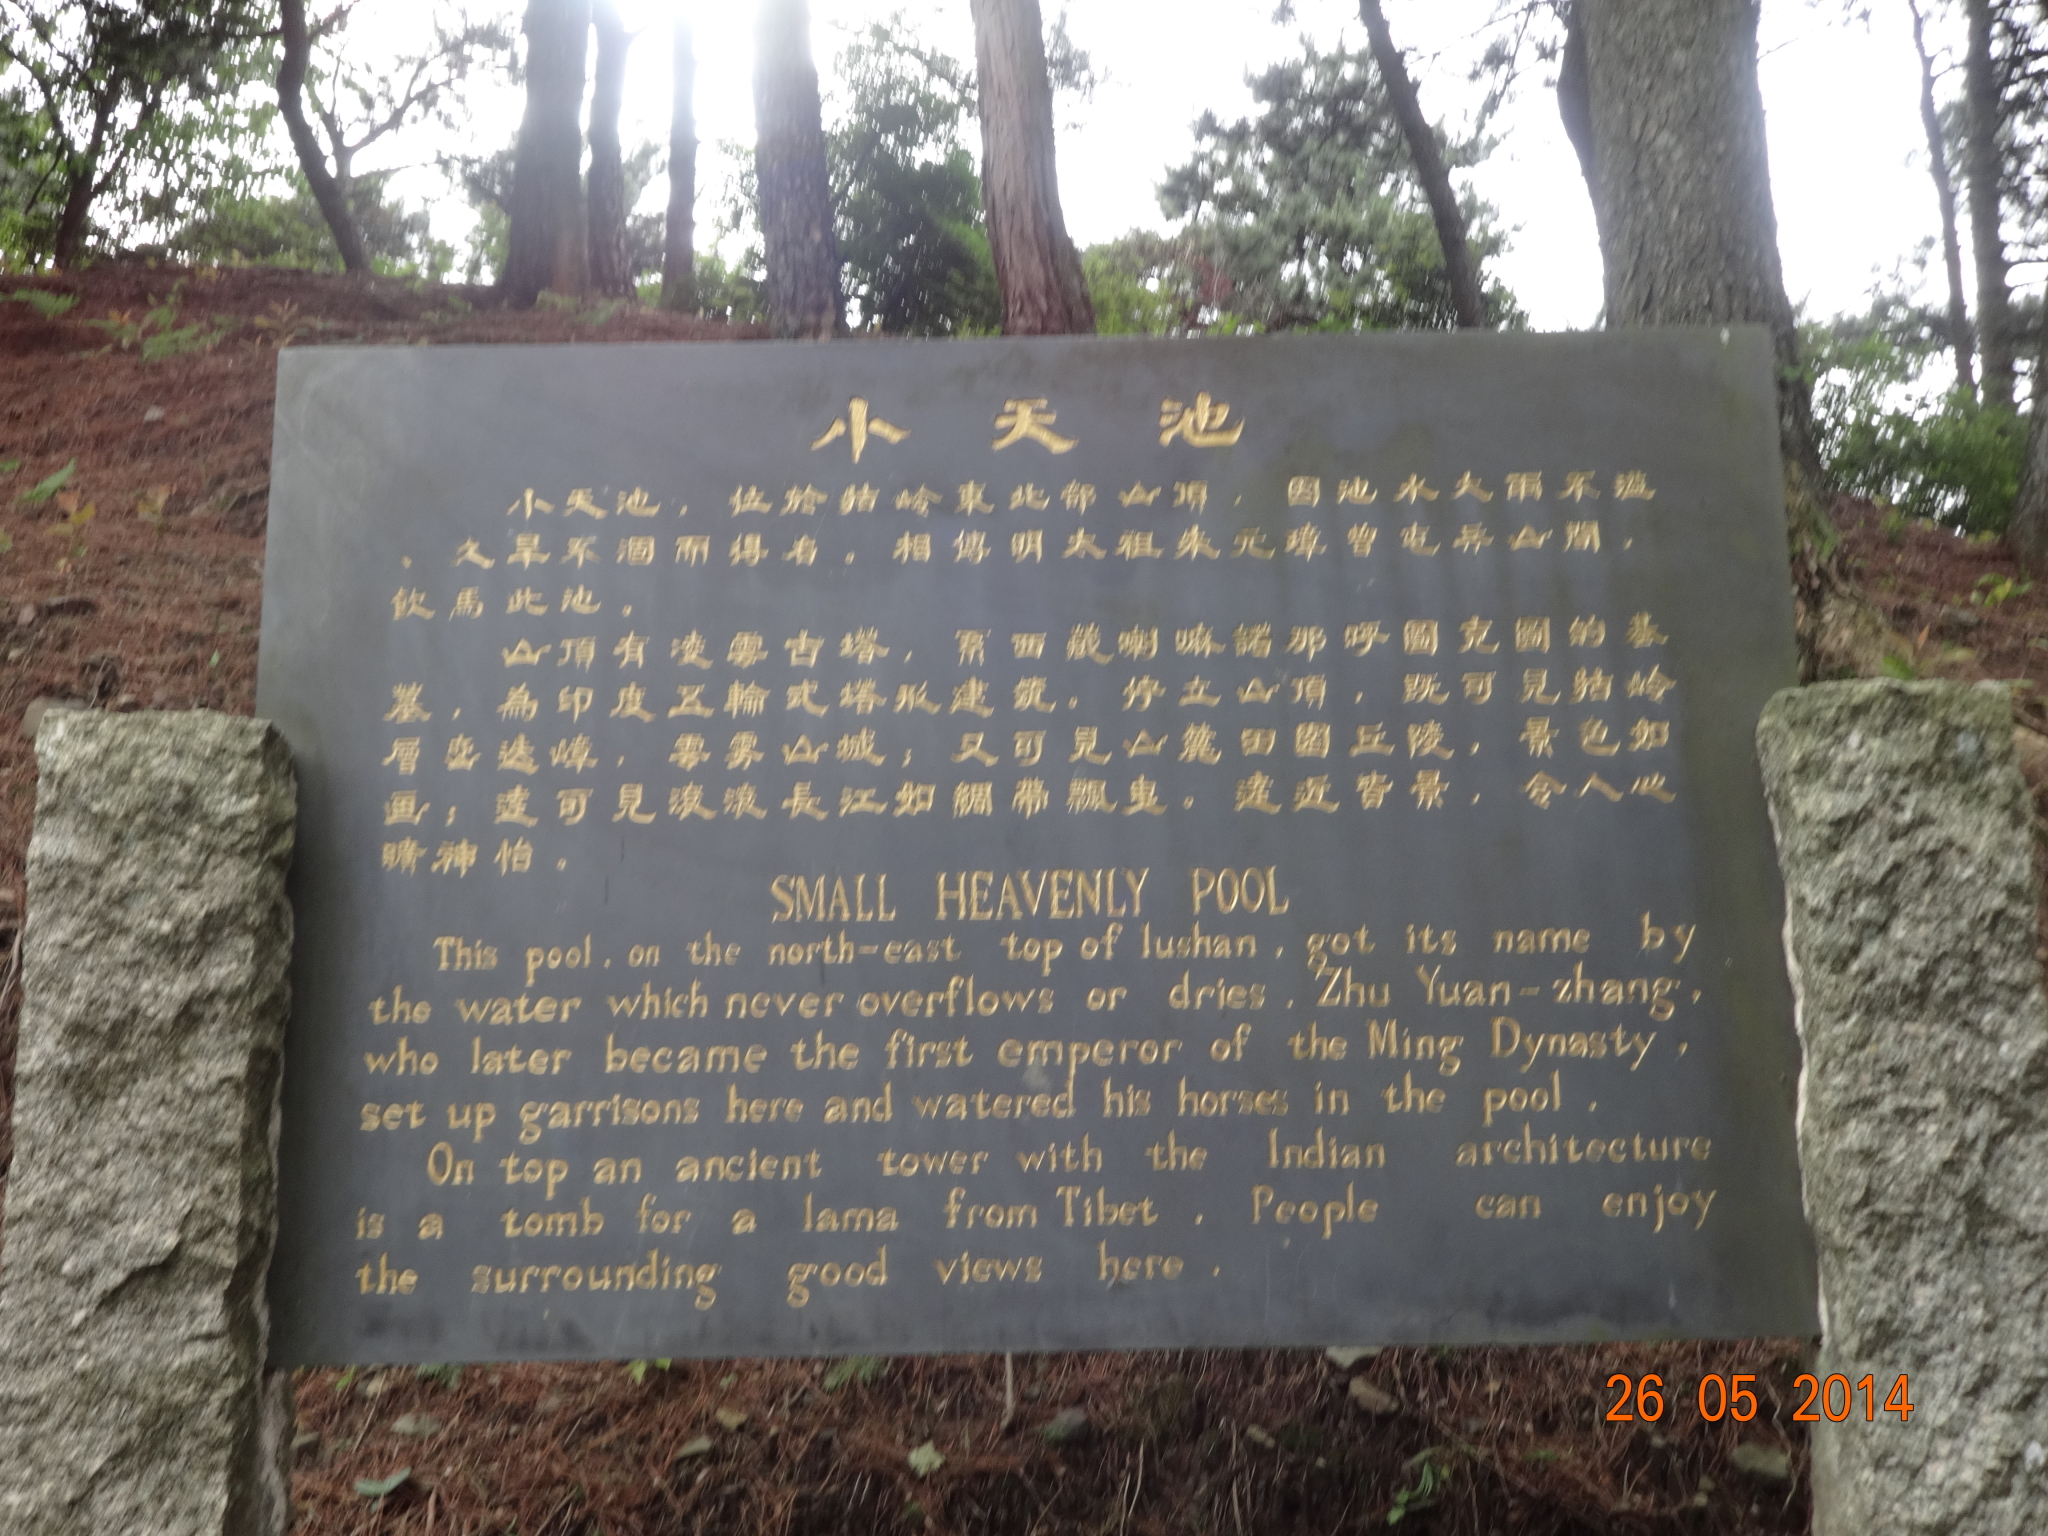 小天池
小天池，位於牯岭東北部山頂，因池水大雨不溢
，久旱不涸而得名。相傳明太祖朱元璋曾屯兵山間，
飲馬此池。
山頂有凌雲古塔，系西藏喇嘛諾那呼圖克圖的墓
墓，為印度五輪式塔形建筑。停立山頂，既可見牯岭
層巒迭嶂，雲霧山城；又可見山麓田園丘陵，景色如
画；遠可見滾滾長江如綢帶飄曳。遠近皆景，令人心
曠神怡。
SMALL HEAVENLY POOL
This pool, on the north-east top of lushan, got its name by
the water which never overflows or dries. Zhu Yuan-zhang,
who later became the first emperor of the Ming Dynasty,
set up garrisons here and watered his horses in the pool.
On top an ancient tower with the Indian architecture
is a tomb for a lama from Tibet. People can enjoy
the surrounding good views here.
26 05 2014